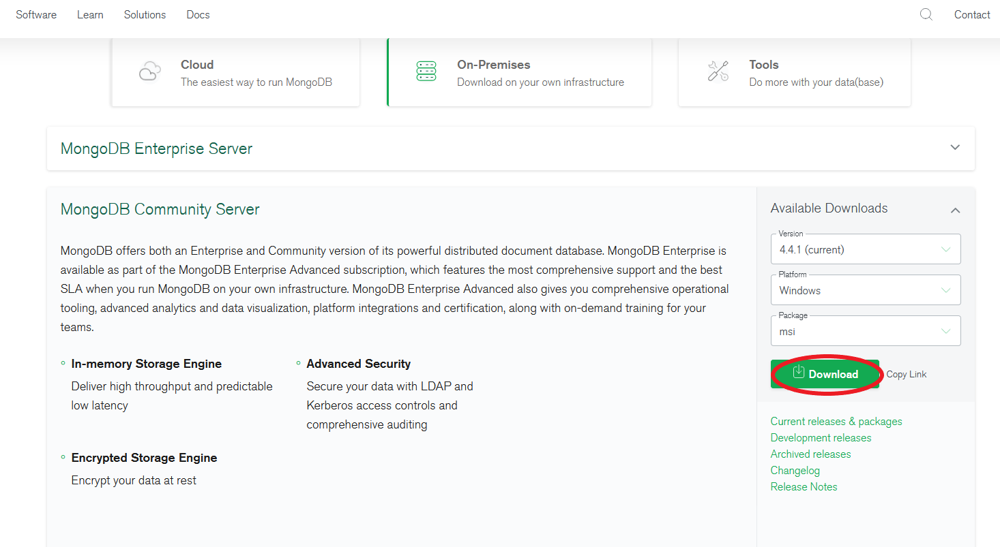 Software Learn Solutions Docs Contact
Cloud
The easiest way to run MongoDB
On-Premises
Download on your own infrastructure
Tools
Do more with your data(base)
MongoDB Enterprise Server
MongoDB Community Server
MongoDB offers both an Enterprise and Community version of its powerful distributed document database. MongoDB Enterprise is
available as part of the MongoDB Enterprise Advanced subscription, which features the most comprehensive support and the best
SLA when you run MongoDB on your own infrastructure. MongoDB Enterprise Advanced also gives you comprehensive operational
tooling, advanced analytics and data visualization, platform integrations and certification, along with on-demand training for your
teams.
In-memory Storage Engine
Deliver high throughput and predictable
low latency
Advanced Security
Secure your data with LDAP and
Kerberos access controls and
comprehensive auditing
Encrypted Storage Engine
Encrypt your data at rest
Available Downloads
Version
4.4.1 (current)
Platform
Windows
Package
msi
Download Copy Link
Current releases & packages
Development releases
Archived releases
Changelog
Release Notes